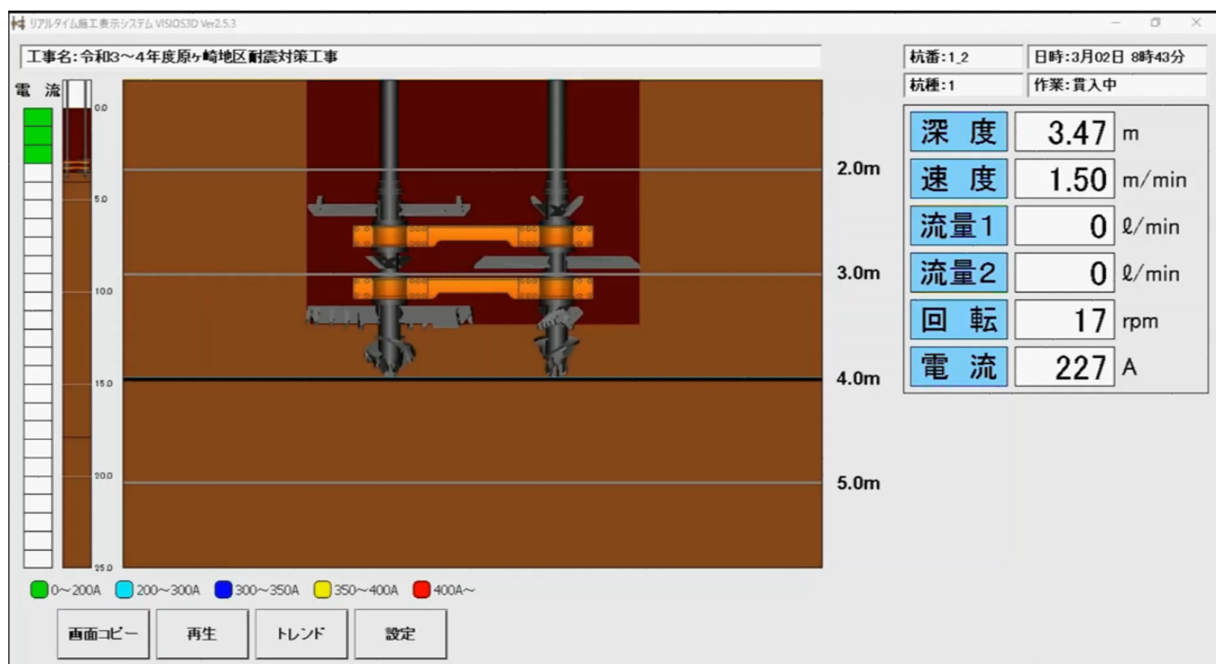 リアルタイム施工表示システム VISIOS3D Ver2.5.3
工事名:令和3～4年度原ヶ崎地区耐震対策工事
杭番:1_2
日時:3月02日 8時43分
杭種:1
作業:貫入中
電 流
0.0
5.0
10.0
15.0
20.0
25.0
2.0m
3.0m
4.0m
5.0m
深 度 3.47 m
速 度 1.50 m/min
流量1 0 ℓ/min
流量2 0 ℓ/min
回 転 17 rpm
電 流 227 A
0～200A 200～300A 300～350A 350～400A 400A～
画面コピー 再生 トレンド 設定